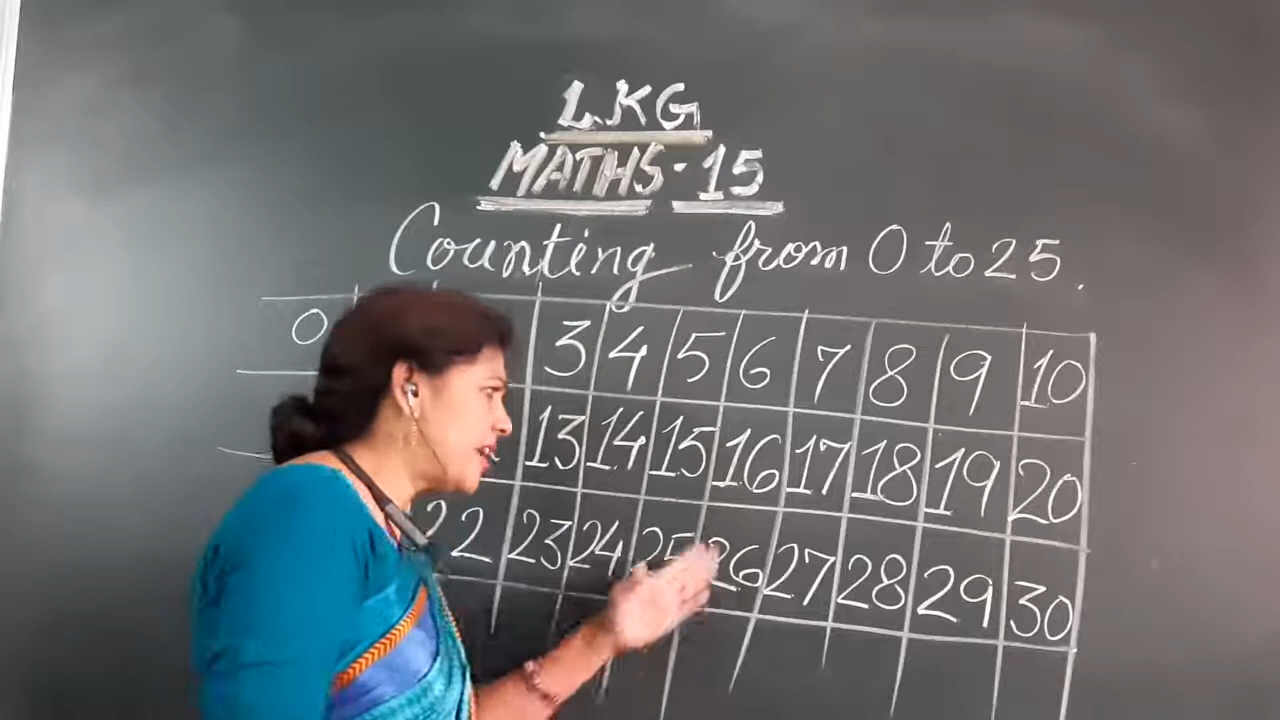 LKG
MATHS - 15
Counting from 0 to 25.
0 3 4 5 6 7 8 9 10
13 14 15 16 17 18 19 20
22 23 24 25 26 27 28 29 30